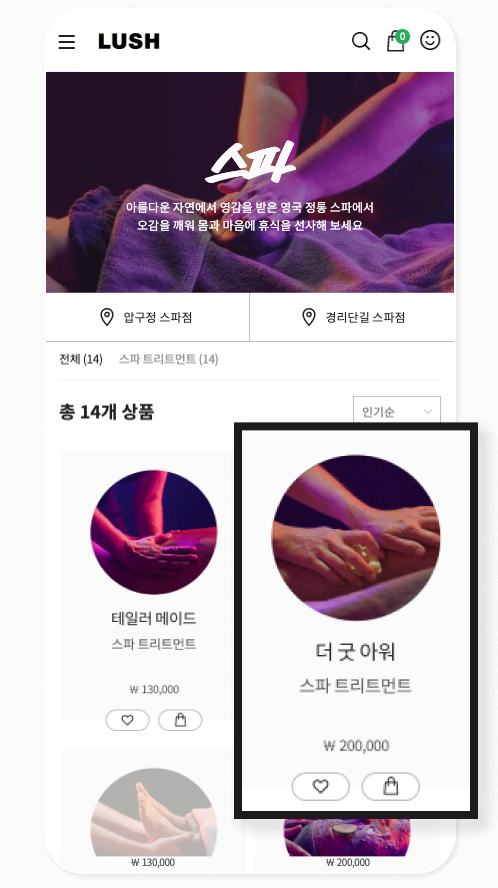 LUSH
0
스파
아름다운 자연에서 영감을 받은 영국 정통 스파에서
오감을 깨워 몸과 마음에 휴식을 선사해 보세요
압구정 스파점
경리단길 스파점
전체 (14)
스파 트리트먼트 (14)
총 14개 상품
인기순
테일러 메이드
스파 트리트먼트
₩ 130,000
더 굿 아워
스파 트리트먼트
₩ 200,000
₩ 130,000
₩ 200,000